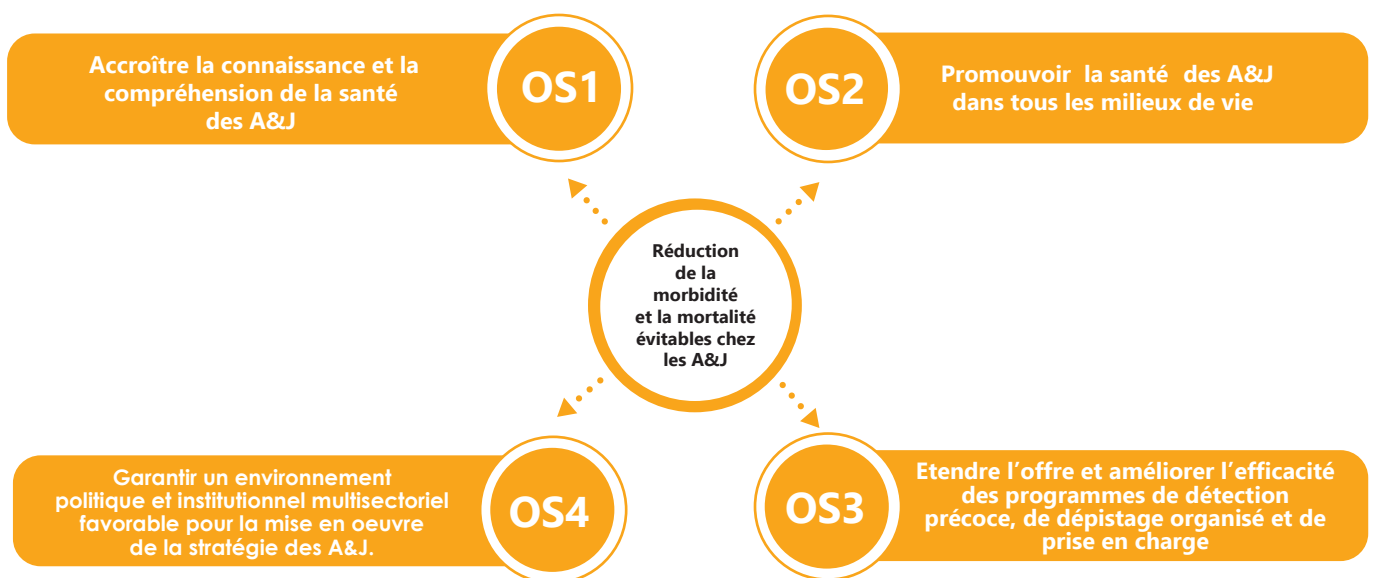 Accroître la connaissance et la
compréhension de la santé
des A&J
OS1
OS2
Promouvoir la santé des A&J
dans tous les milieux de vie
Réduction
de la
morbidité
et la mortalité
évitables chez
les A&J
Garantir un environnement
politique et institutionnel multisectoriel
favorable pour la mise en oeuvre
de la stratégie des A&J.
OS4
OS3
Etendre l’offre et améliorer l’efficacité
des programmes de détection
précoce, de dépistage organisé et de
prise en charge